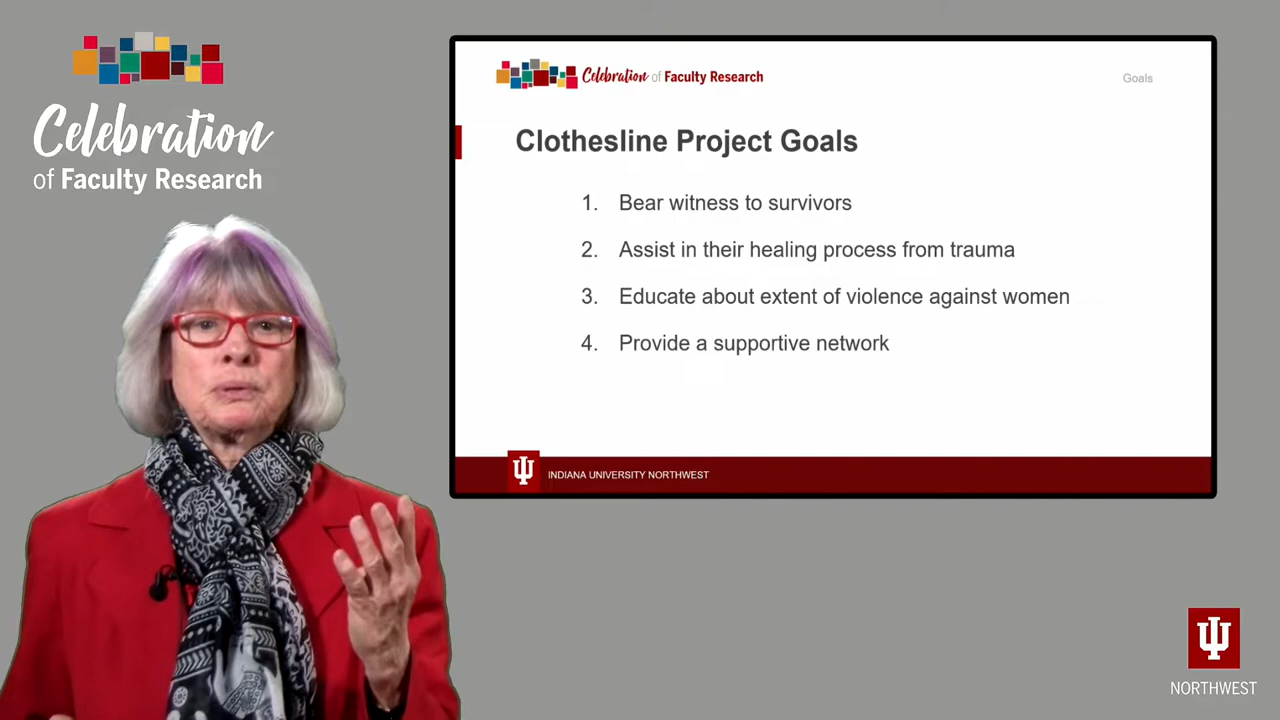 Celebration
of Faculty Research
Celebration of Faculty Research
Goals
Clothesline Project Goals
1. Bear witness to survivors
2. Assist in their healing process from trauma
3. Educate about extent of violence against women
4. Provide a supportive network
INDIANA UNIVERSITY NORTHWEST
NORTHWEST